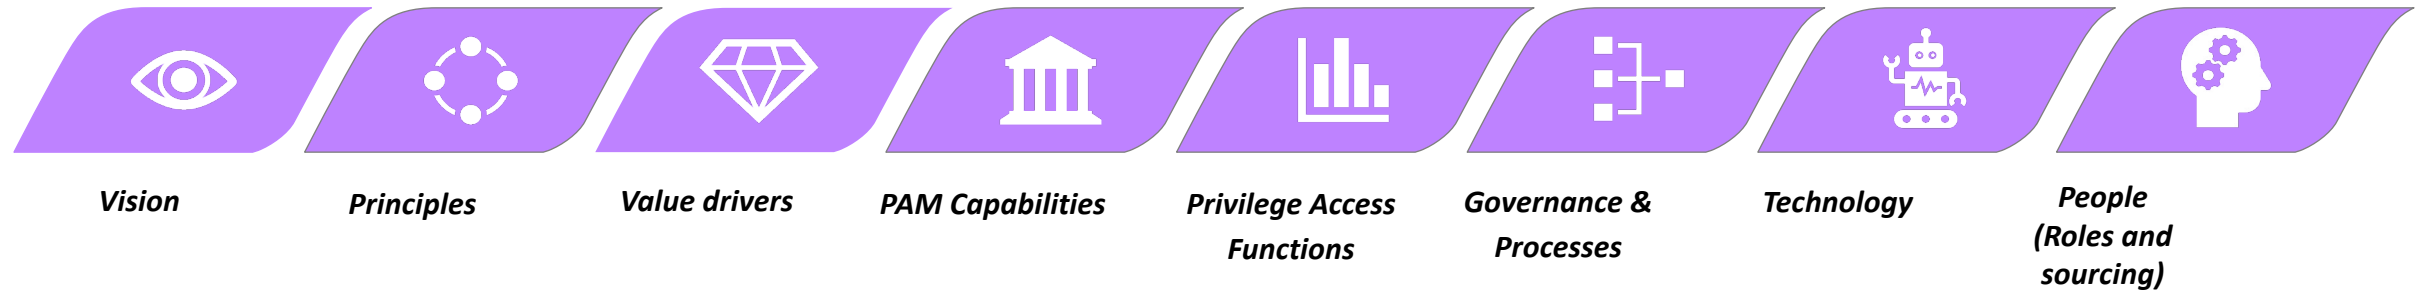 Vision
Principles
Value drivers
PAM Capabilities
Privilege Access
Functions
Governance &
Processes
Technology
People
(Roles and
sourcing)